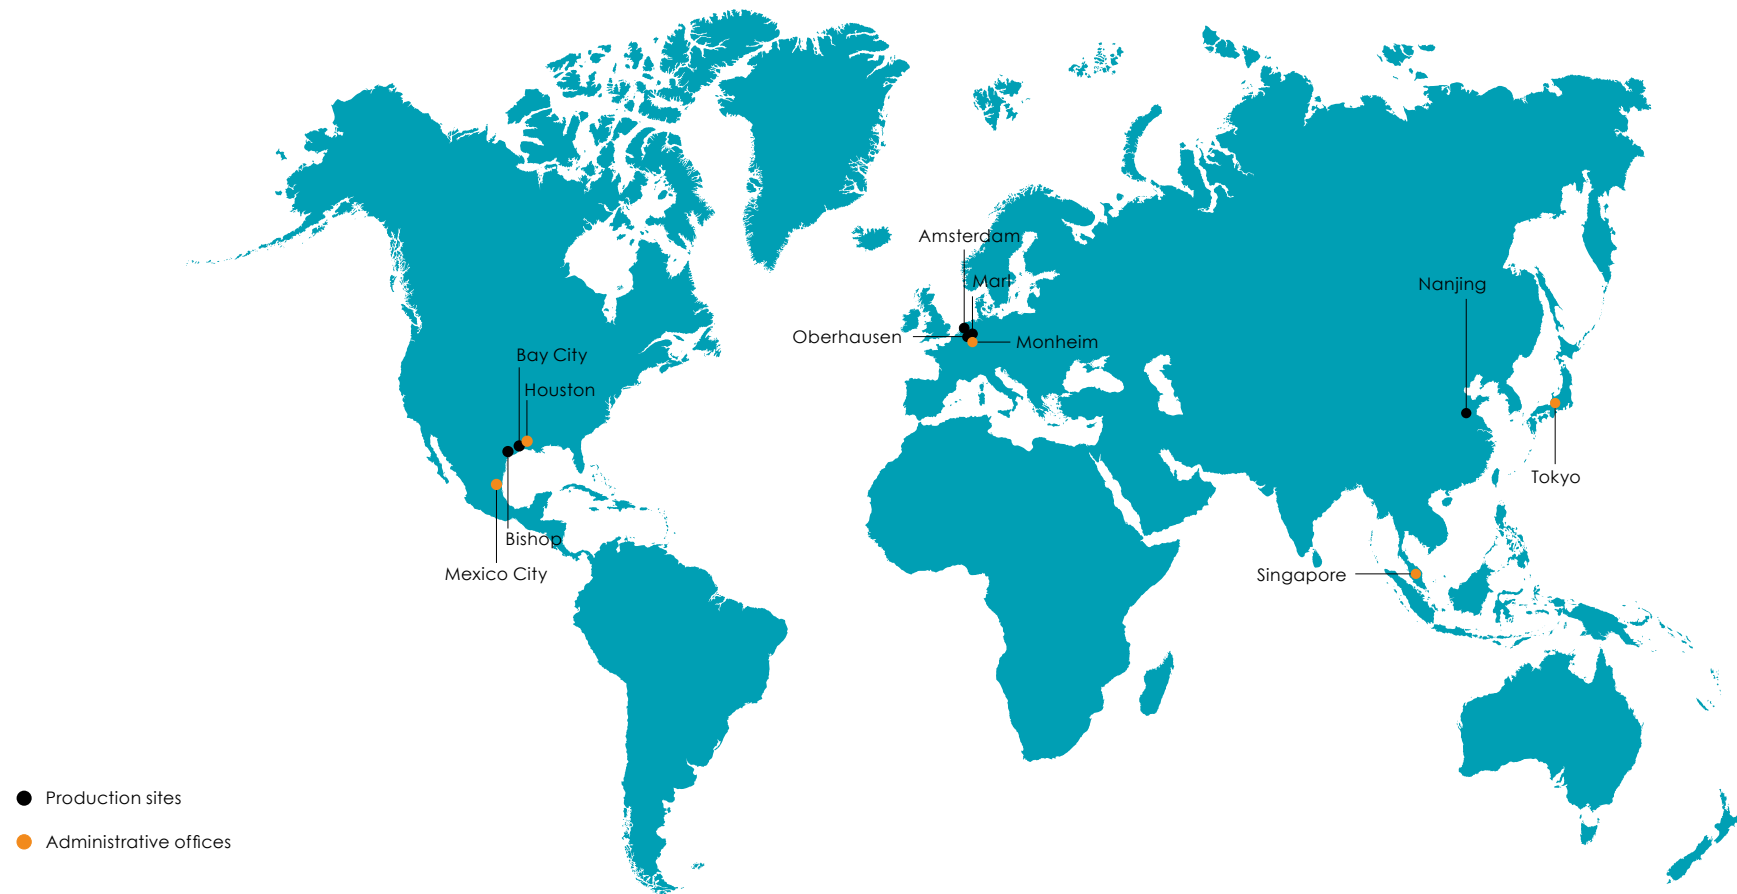 Amsterdam
Marl
Nanjing
Oberhausen
Monheim
Bay City
Houston
Tokyo
Bishop
Mexico City
Singapore
Production sites
Administrative offices